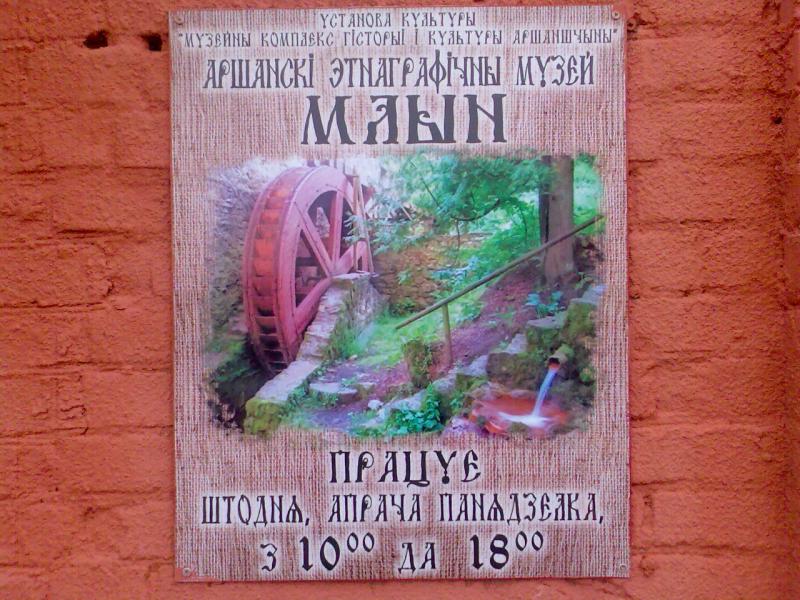 УСТАНОВА КУЛЬТУРЫ
"МУЗЕЙНЫ КОМПЛЕКС ГІСТОРЫІ І КУЛЬТУРЫ АРШАНШЧЫНЫ"
АРШАНСКІ ЭТНАГРАФІЧНЫ МУЗЕЙ
МЛЫН
ПРАЦУЕ
ШТОДНЯ, АПРАЧА ПАНЯДЗЕЛКА,
З 10⁰⁰ ДА 18⁰⁰